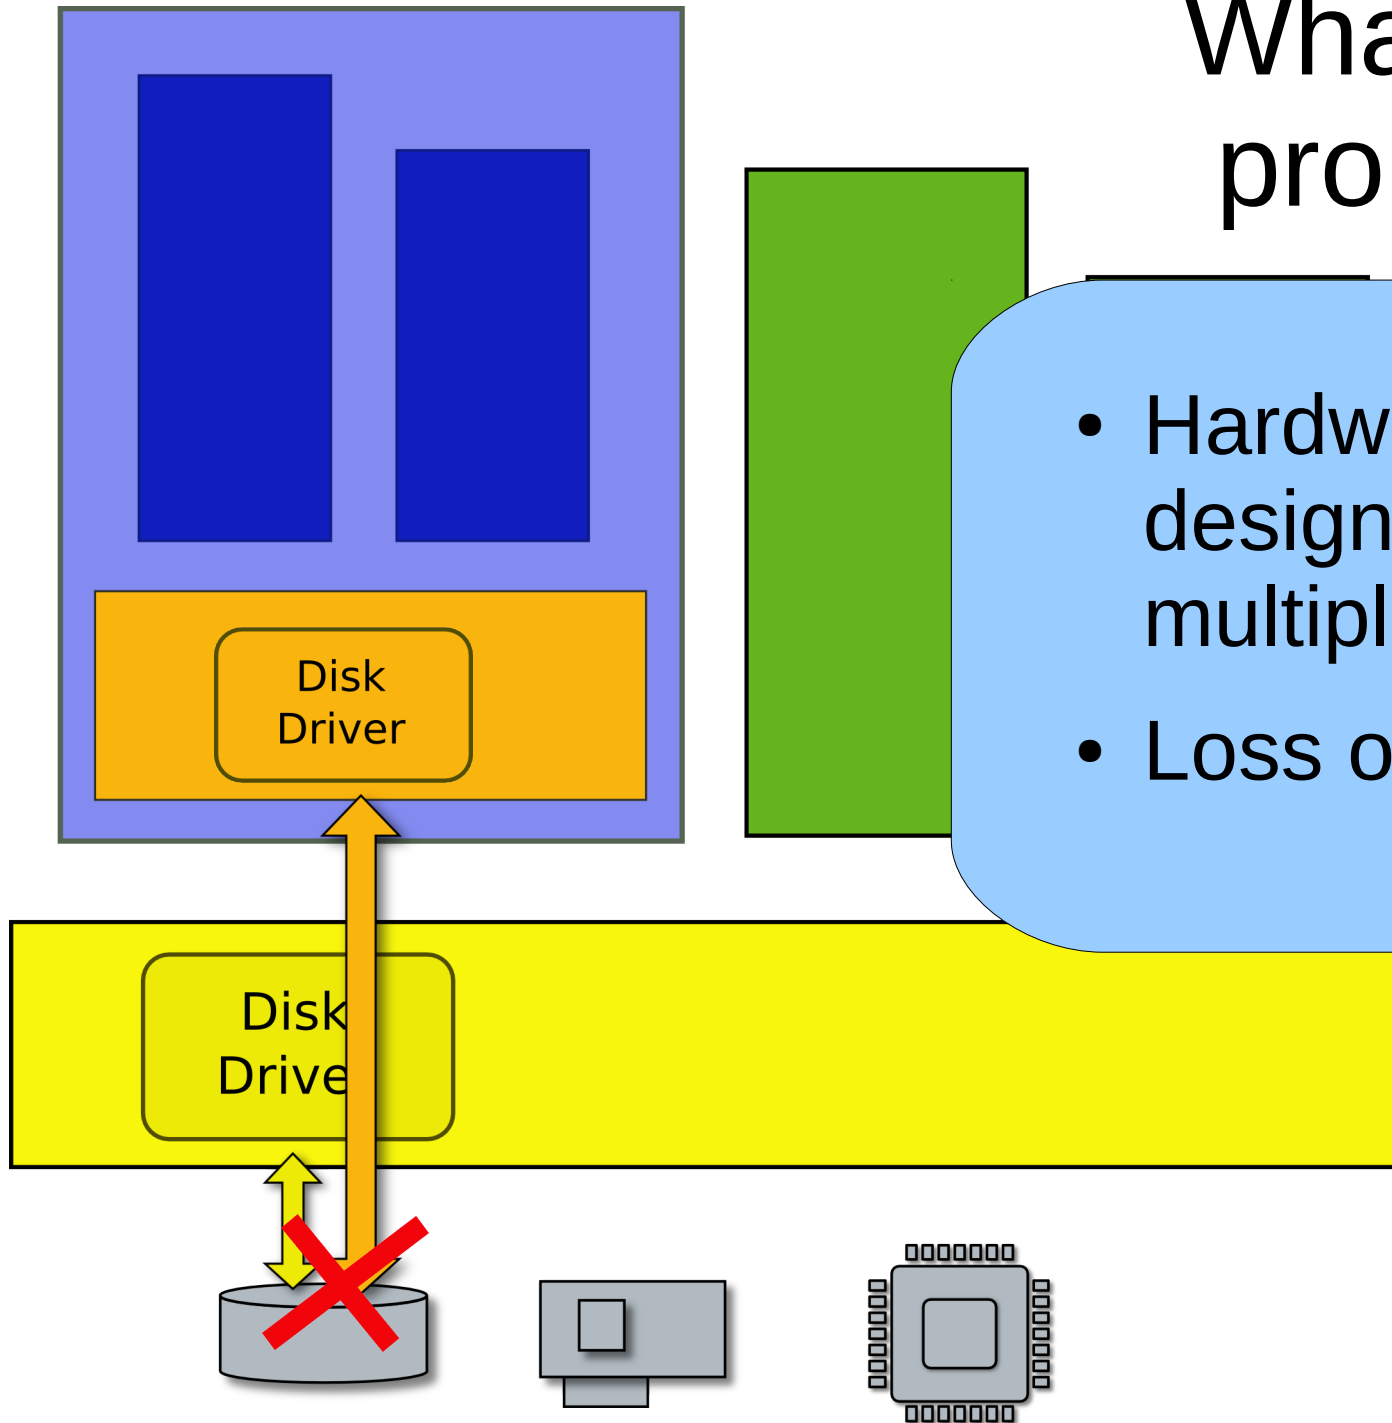 Wha
pro
• Hardw
design
multipl
• Loss o
Disk
Driver
Disk
Drive